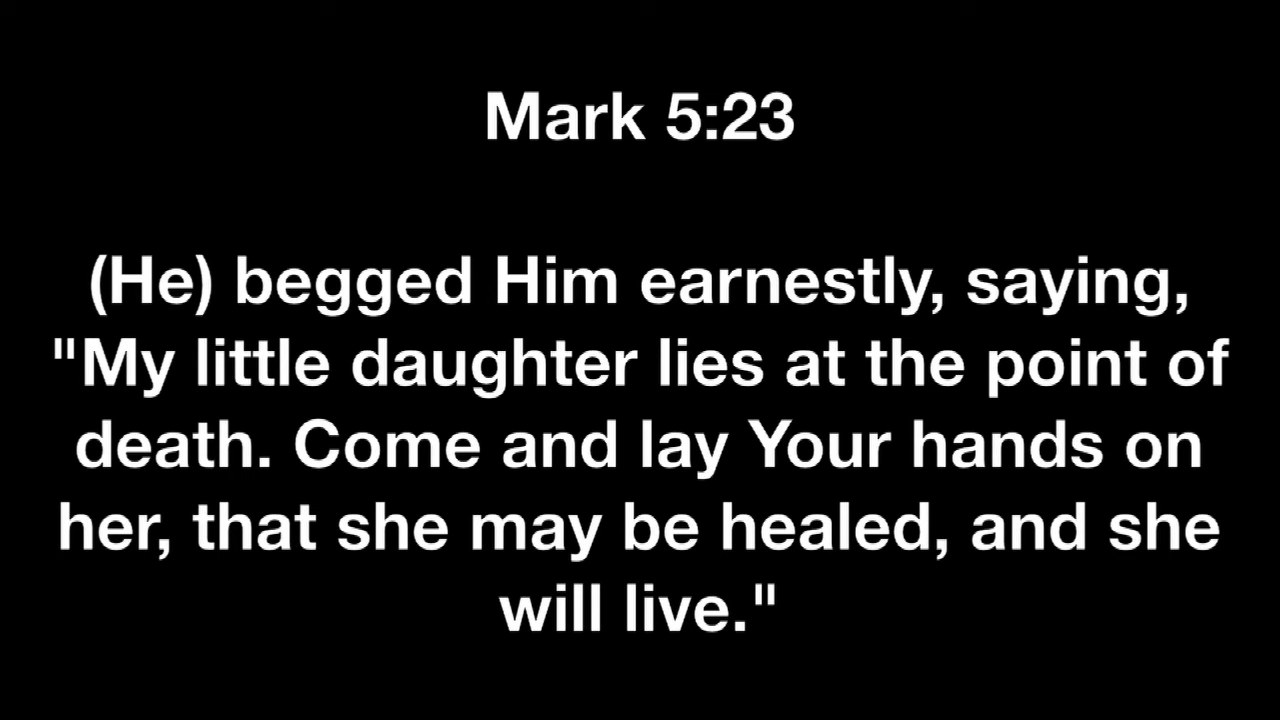 Mark 5:23
(He) begged Him earnestly, saying,
"My little daughter lies at the point of
death. Come and lay Your hands on
her, that she may be healed, and she
will live."